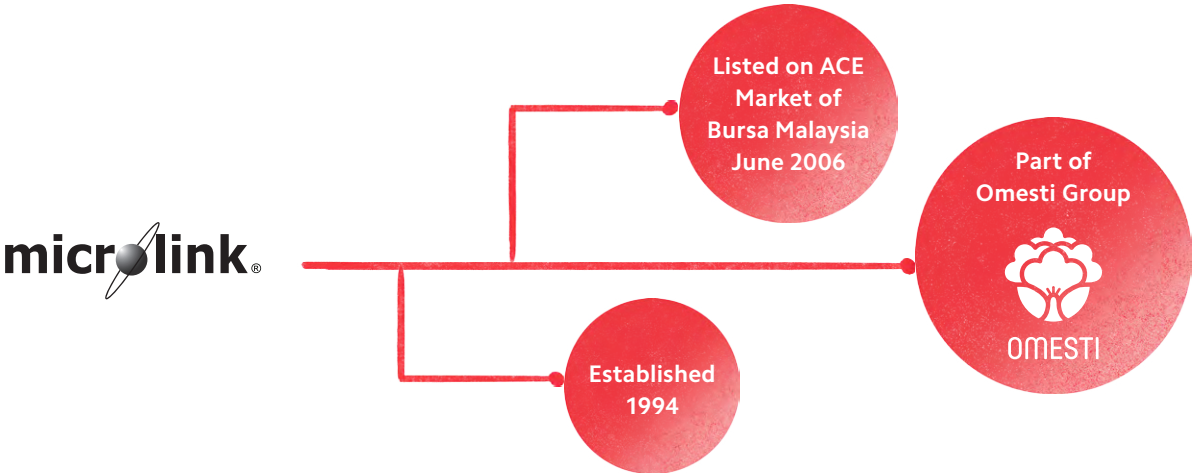 microlink®
Listed on ACE
Market of
Bursa Malaysia
June 2006
Part of
Omesti Group
OMESTI
Established
1994